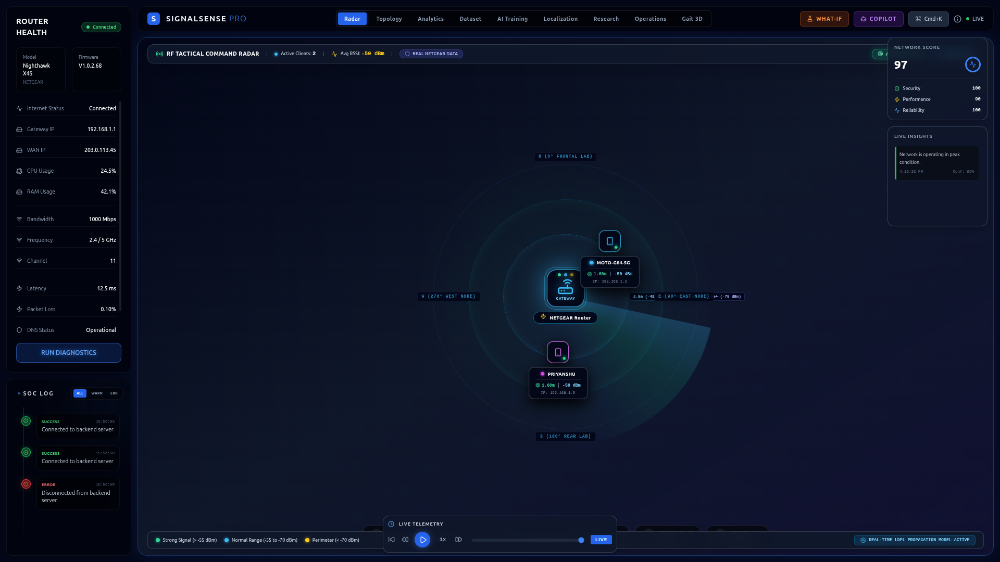 ROUTER
HEALTH
Connected
Model
Nighthawk
X4S
NETGEAR
Firmware
V1.0.2.68
Internet Status Connected
Gateway IP 192.168.1.1
WAN IP 203.0.113.45
CPU Usage 24.5%
RAM Usage 42.1%
Bandwidth 1000 Mbps
Frequency 2.4 / 5 GHz
Channel 11
Latency 12.5 ms
Packet Loss 0.10%
DNS Status Operational
RUN DIAGNOSTICS
SOC LOG
ALL WARN ERR
SUCCESS 15:56:53
Connected to backend server
SUCCESS 15:56:50
Connected to backend server
ERROR 15:56:50
Disconnected from backend
server
S SIGNALSENSE PRO
Radar Topology Analytics Dataset AI Training Localization Research Operations Gait 3D
WHAT-IF
COPILOT
⌘ Cmd+K
LIVE
RF TACTICAL COMMAND RADAR | Active Clients: 2 | Avg RSSI: -50 dBm | REAL NETGEAR DATA
NETWORK SCORE
97
Security 100
Performance 90
Reliability 100
LIVE INSIGHTS
Network is operating in peak
condition.
4:16:33 PM Conf: 99%
N (0° FRONTAL LAB)
MOTO-G84-5G
1.60m | -50 dBm
IP: 192.168.1.2
GATEWAY
W (270° WEST NODE)
2.5m (-48
E (90° EAST NODE)
+ (-75 dBm)
NETGEAR Router
PRIYANSHU
1.60m | -50 dBm
IP: 192.168.1.5
S (180° REAR LAB)
LIVE TELEMETRY
1x
LIVE
Strong Signal (> -55 dBm) Normal Range (-55 to -70 dBm) Perimeter (< -70 dBm)
REAL-TIME LDPL PROPAGATION MODEL ACTIVE